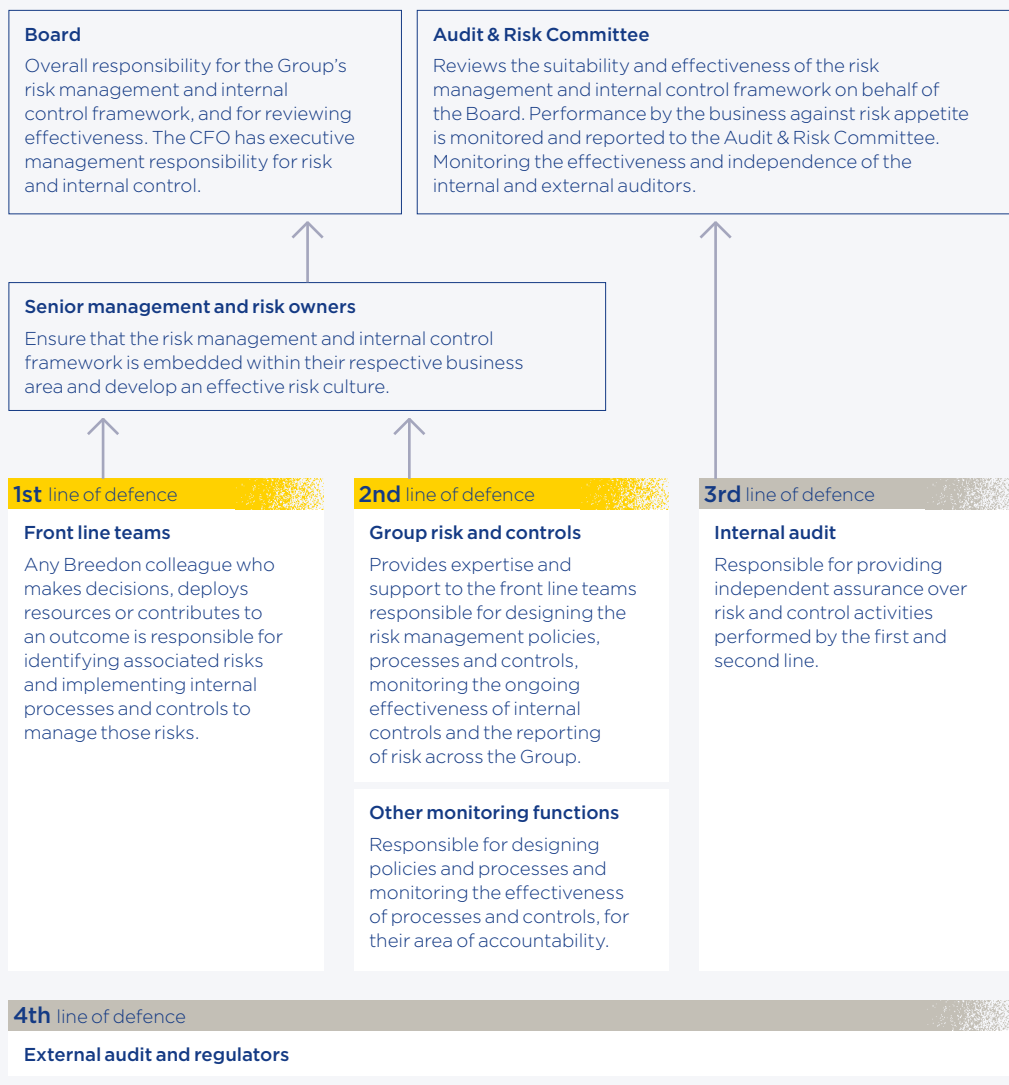 Board
Overall responsibility for the Group's
risk management and internal
control framework, and for reviewing
effectiveness. The CFO has executive
management responsibility for risk
and internal control.
Audit & Risk Committee
Reviews the suitability and effectiveness of the risk
management and internal control framework on behalf of
the Board. Performance by the business against risk appetite
is monitored and reported to the Audit & Risk Committee.
Monitoring the effectiveness and independence of the
internal and external auditors.
Senior management and risk owners
Ensure that the risk management and internal control
framework is embedded within their respective business
area and develop an effective risk culture.
1st line of defence
Front line teams
Any Breedon colleague who
makes decisions, deploys
resources or contributes to
an outcome is responsible for
identifying associated risks
and implementing internal
processes and controls to
manage those risks.
2nd line of defence
Group risk and controls
Provides expertise and
support to the front line teams
responsible for designing the
risk management policies,
processes and controls,
monitoring the ongoing
effectiveness of internal
controls and the reporting
of risk across the Group.
Other monitoring functions
Responsible for designing
policies and processes and
monitoring the effectiveness
of processes and controls, for
their area of accountability.
3rd line of defence
Internal audit
Responsible for providing
independent assurance over
risk and control activities
performed by the first and
second line.
4th line of defence
External audit and regulators